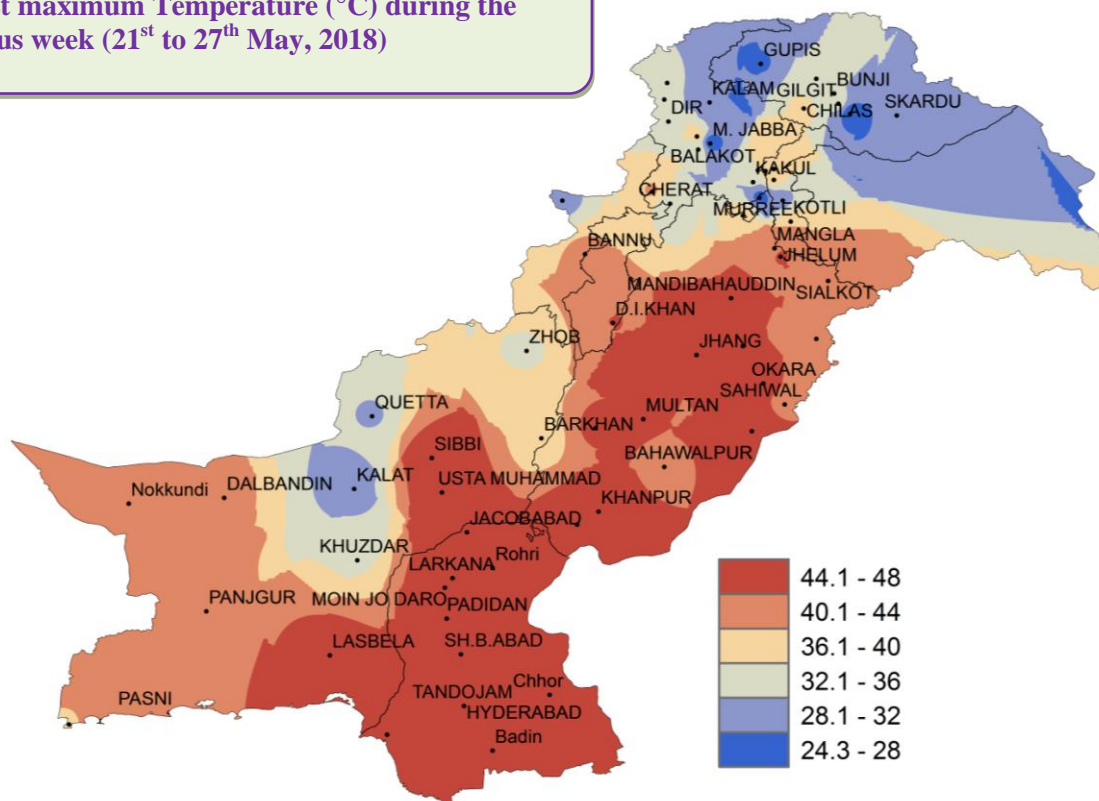 maximum Temperature (°C) during the
week (21st to 27th May, 2018)
GUPIS
BUNJI
KALAM
GILGIT
SKARDU
DIR
CHILAS
M. JABBA
BALAKOT
KAKUL
CHERAT
MURREE
KOTLI
BANNU
MANGLA
JHELUM
MANDIBAHAUDDIN
SIALKOT
D.I.KHAN
ZHOB
JHANG
OKARA
SAHIWAL
QUETTA
MULTAN
BARKHAN
SIBBI
BAHAWALPUR
Nokkundi
DALBANDIN
KALAT
USTA MUHAMMAD
KHANPUR
JACOBABAD
KHUZDAR
Rohri
LARKANA
PANJGUR
MOIN JO DARO
PADIDAN
LASBELA
SH.B.ABAD
PASNI
TANDOJAM
Chhor
HYDERABAD
Badin
44.1 - 48
40.1 - 44
36.1 - 40
32.1 - 36
28.1 - 32
24.3 - 28